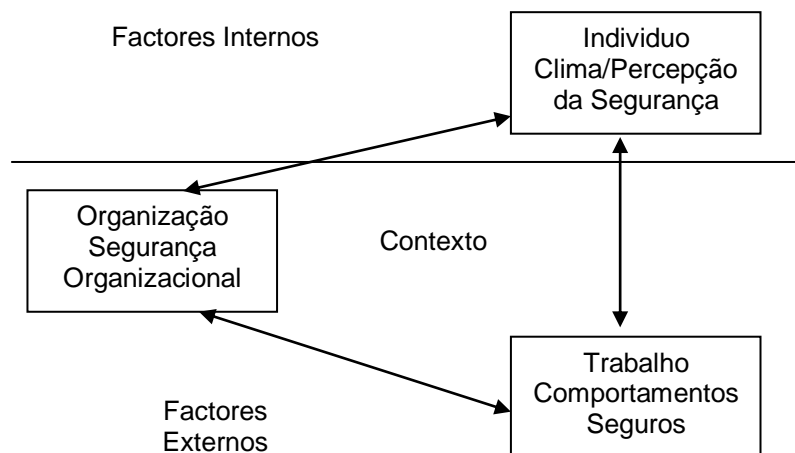 Factores Internos
Individuo
Clima/Percepção
da Segurança
Organização
Segurança
Organizacional
Contexto
Trabalho
Comportamentos
Seguros
Factores
Externos